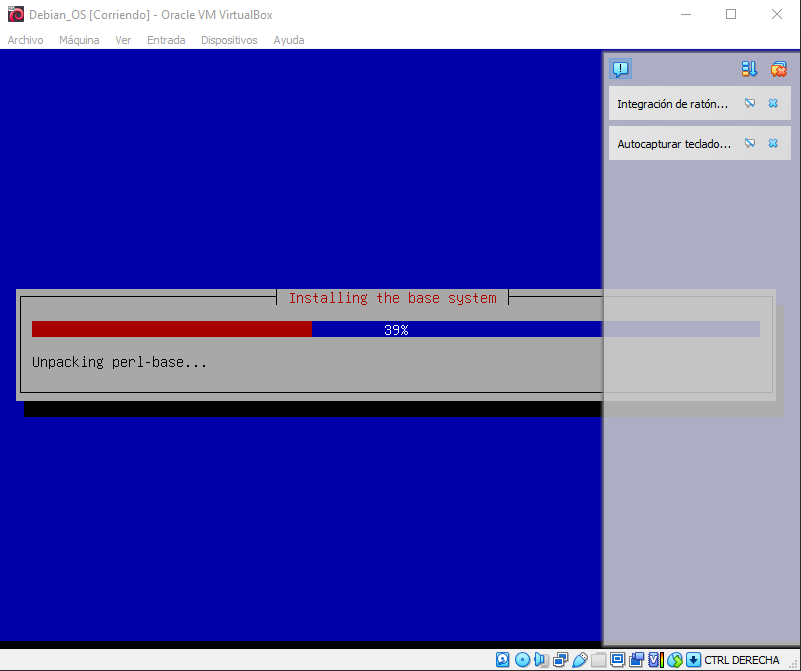 Debian_OS [Corriendo] - Oracle VM VirtualBox
Archivo Máquina Ver Entrada Dispositivos Ayuda
Integración de ratón...
Autocapturar teclado...
Installing the base system
39%
Unpacking perl-base...
CTRL DERECHA